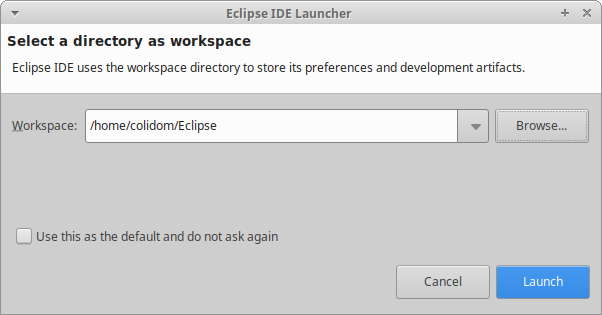 Eclipse IDE Launcher
Select a directory as workspace
Eclipse IDE uses the workspace directory to store its preferences and development artifacts.
Workspace: /home/colidom/Eclipse Browse...
Use this as the default and do not ask again
Cancel Launch